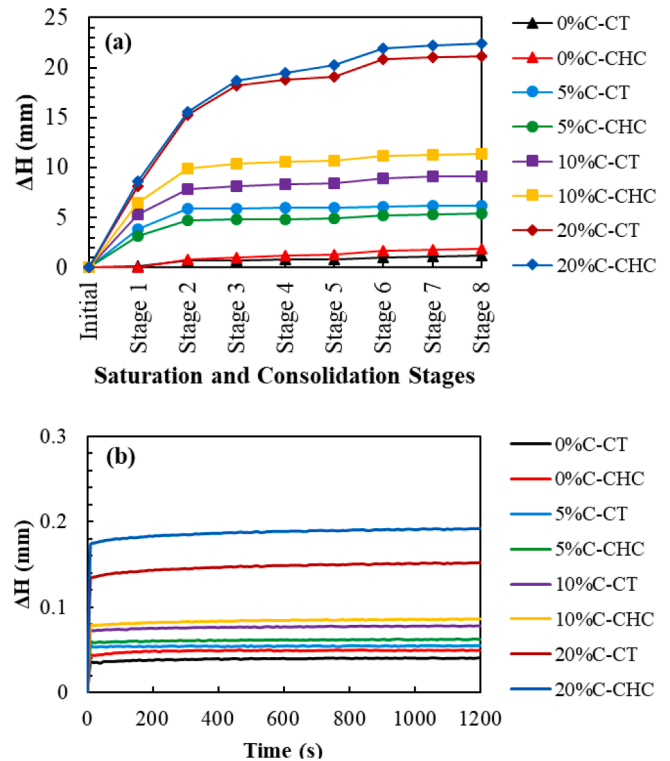 (a)
25
20
15
10
5
0
ΔH (mm)
Initial
Stage 1
Stage 2
Stage 3
Stage 4
Stage 5
Stage 6
Stage 7
Stage 8
Saturation and Consolidation Stages
0%C-CT
0%C-CHC
5%C-CT
5%C-CHC
10%C-CT
10%C-CHC
20%C-CT
20%C-CHC
(b)
0.3
0.2
0.1
0
ΔH (mm)
0 200 400 600 800 1000 1200
Time (s)
0%C-CT
0%C-CHC
5%C-CT
5%C-CHC
10%C-CT
10%C-CHC
20%C-CT
20%C-CHC